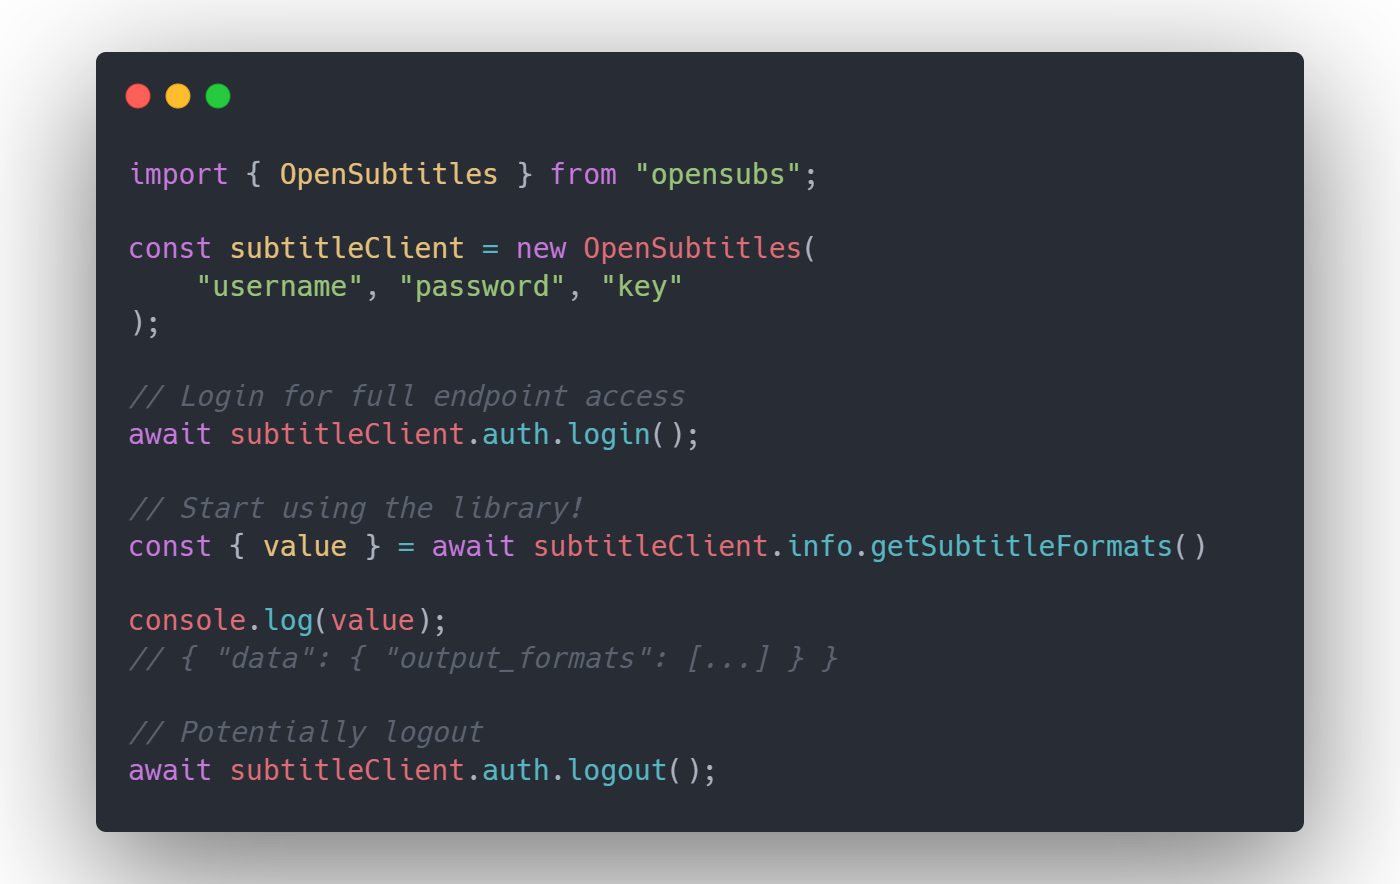 import { OpenSubtitles } from "opensubs";
const subtitleClient = new OpenSubtitles(
    "username", "password", "key"
);
// Login for full endpoint access
await subtitleClient.auth.login();
// Start using the library!
const { value } = await subtitleClient.info.getSubtitleFormats()
console.log(value);
// { "data": { "output_formats": [...] } }
// Potentially logout
await subtitleClient.auth.logout();